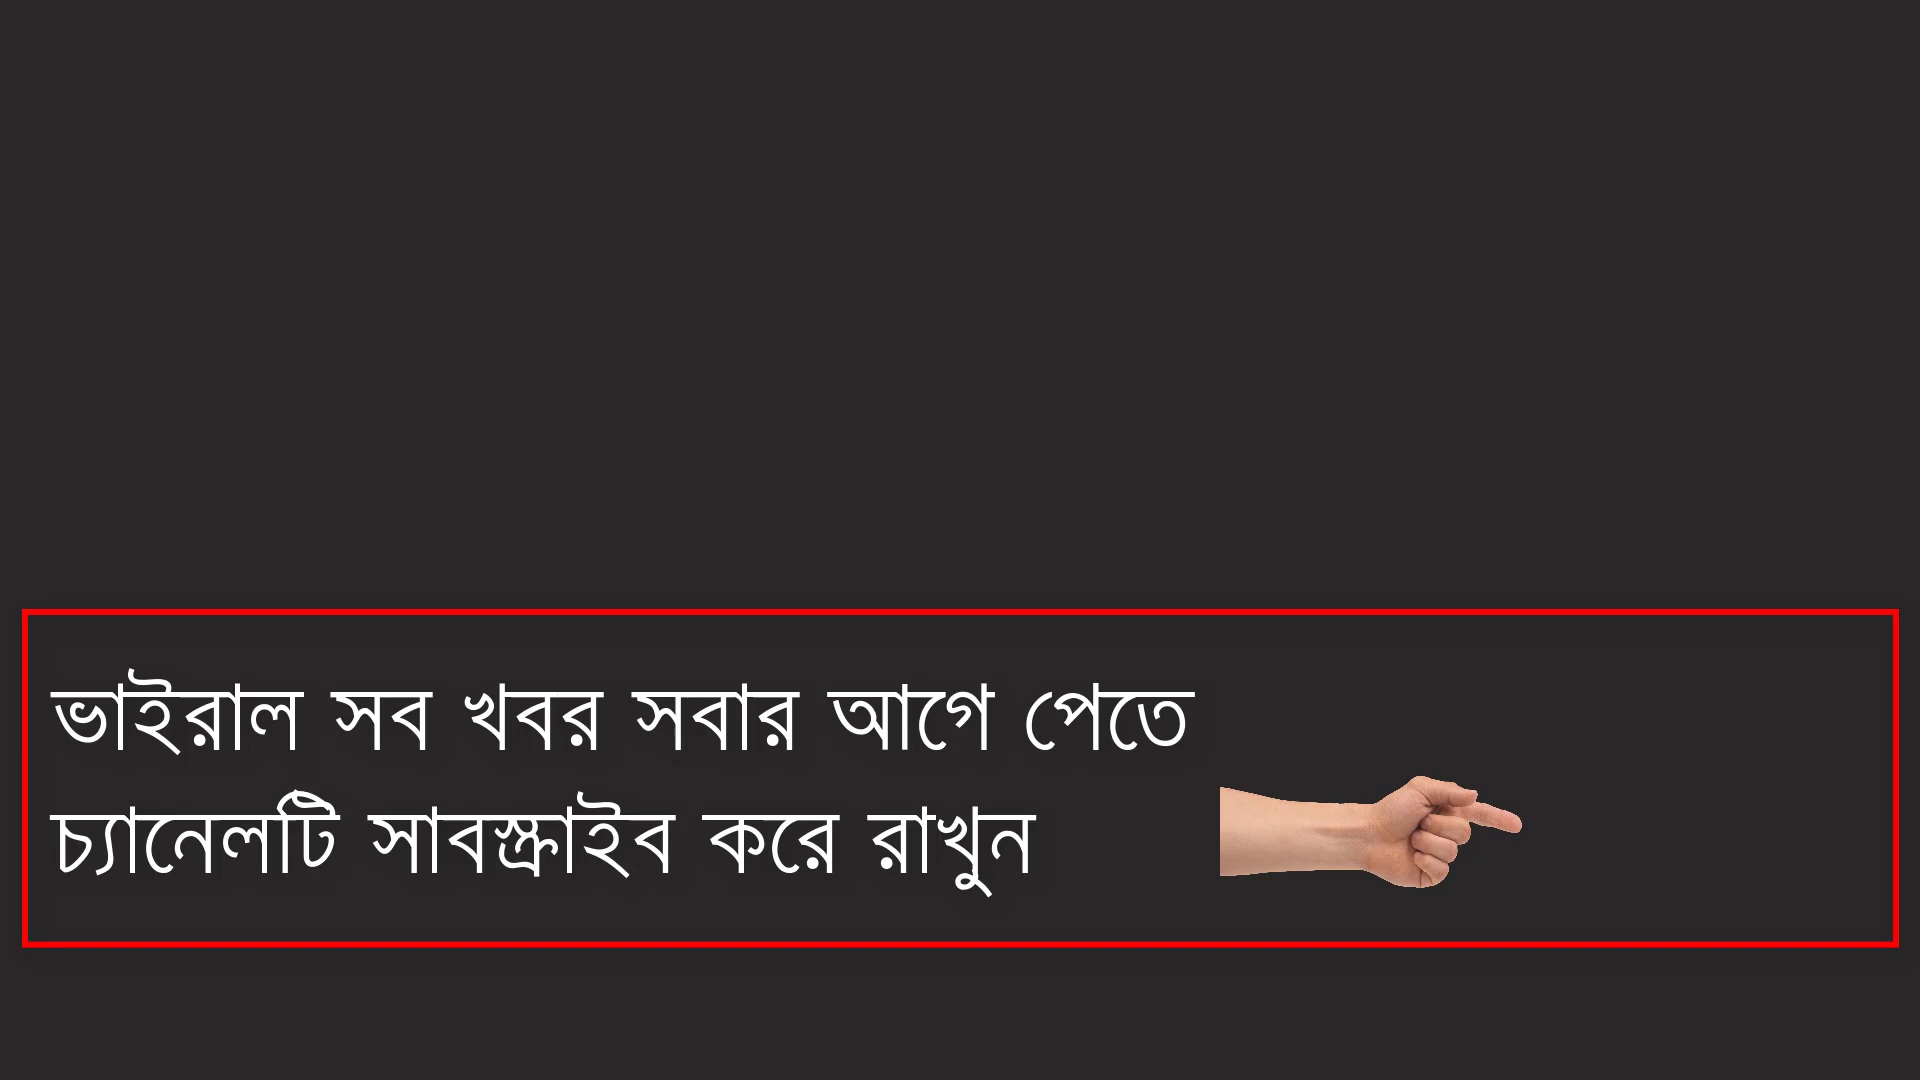 ভাইরাল সব খবর সবার আগে পেতে
চ্যানেলটি সাবস্ক্রাইব করে রাখুন